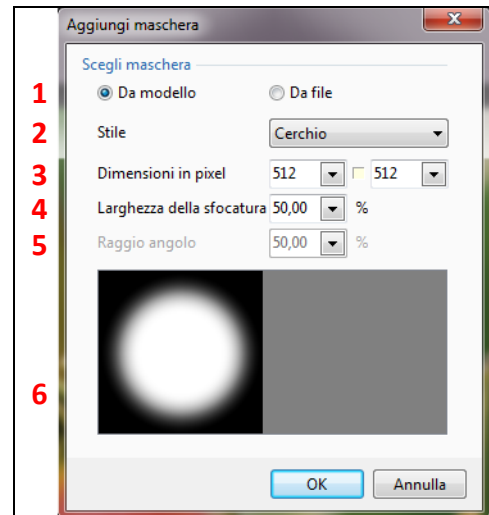 Aggiungi maschera
Scegli maschera
1 Da modello Da file
2 Stile Cerchio
3 Dimensioni in pixel 512 512
4 Larghezza della sfocatura 50,00 %
5 Raggio angolo 50,00 %
6
OK Annulla